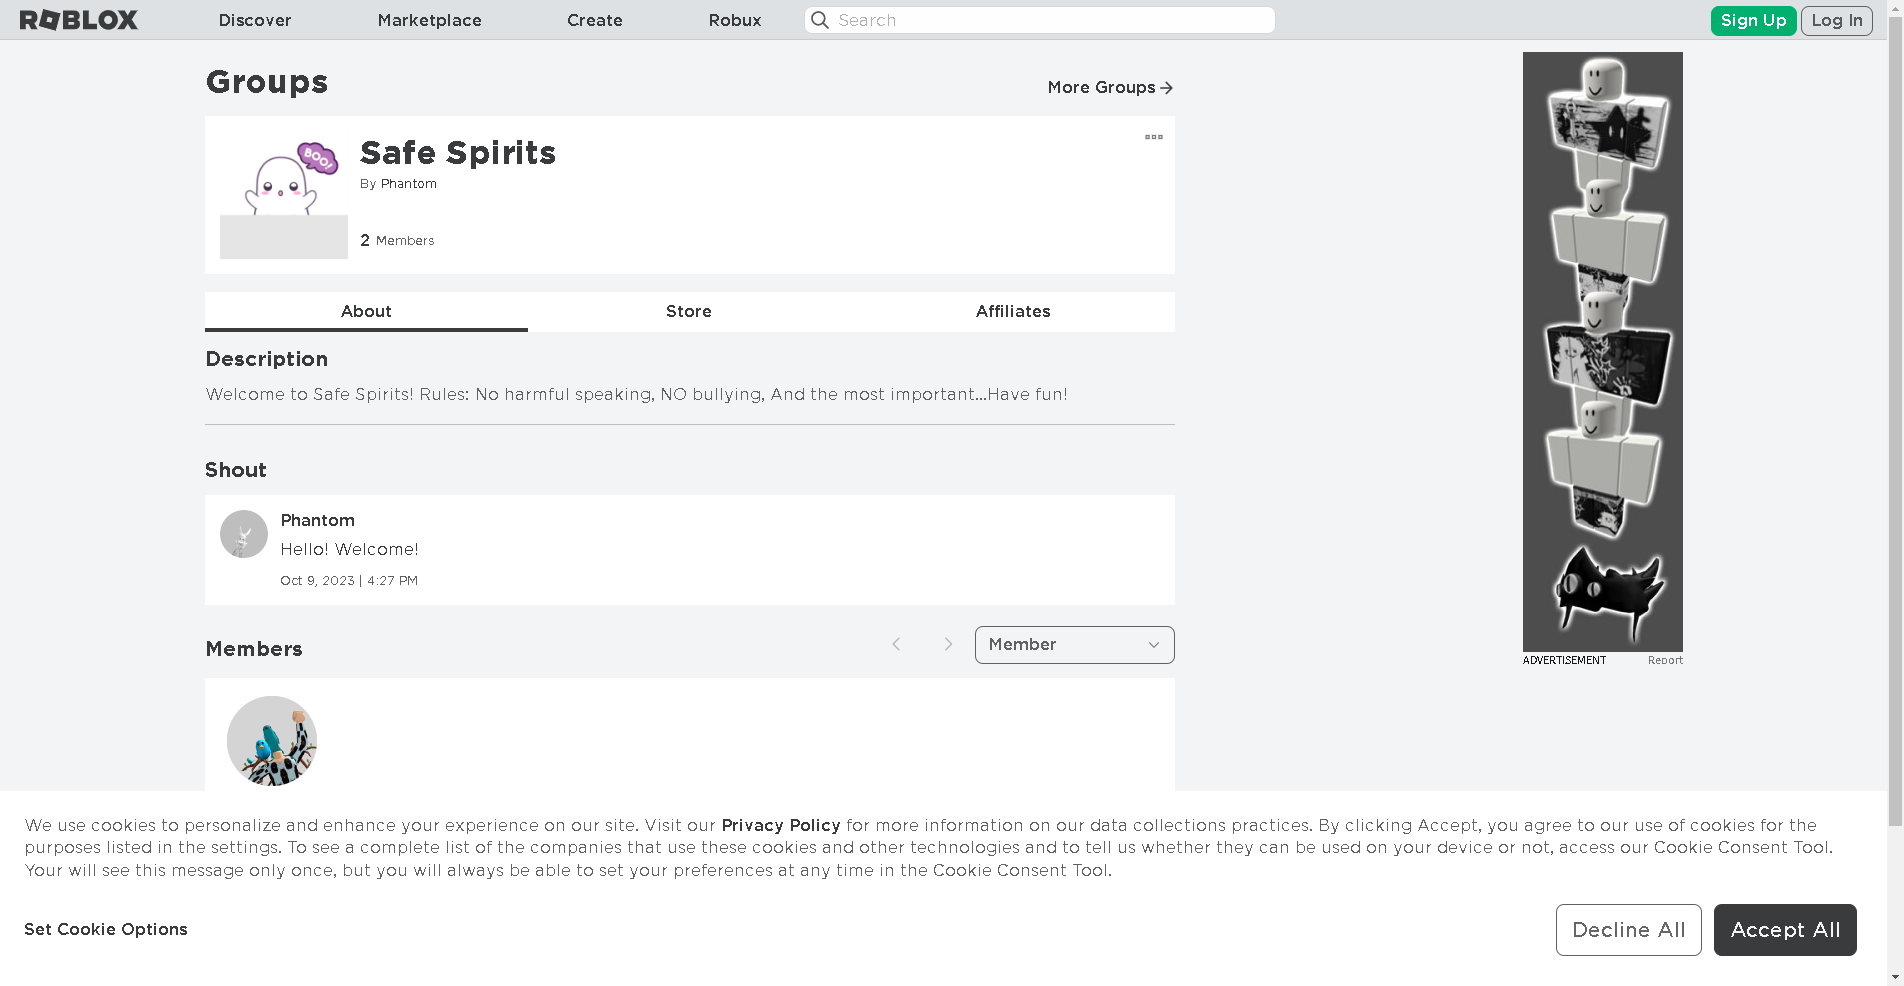 ROBLOX Discover Marketplace Create Robux Search Sign Up Log In
Groups
More Groups
BOO!
Safe Spirits
By Phantom
2 Members
About Store Affiliates
Description
Welcome to Safe Spirits! Rules: No harmful speaking, NO bullying, And the most important...Have fun!
Shout
Phantom
Hello! Welcome!
Oct 9, 2023 | 4:27 PM
Members
Member
ADVERTISEMENT Report
We use cookies to personalize and enhance your experience on our site. Visit our Privacy Policy for more information on our data collections practices. By clicking Accept, you agree to our use of cookies for the
purposes listed in the settings. To see a complete list of the companies that use these cookies and other technologies and to tell us whether they can be used on your device or not, access our Cookie Consent Tool.
Your will see this message only once, but you will always be able to set your preferences at any time in the Cookie Consent Tool.
Set Cookie Options
Decline All
Accept All